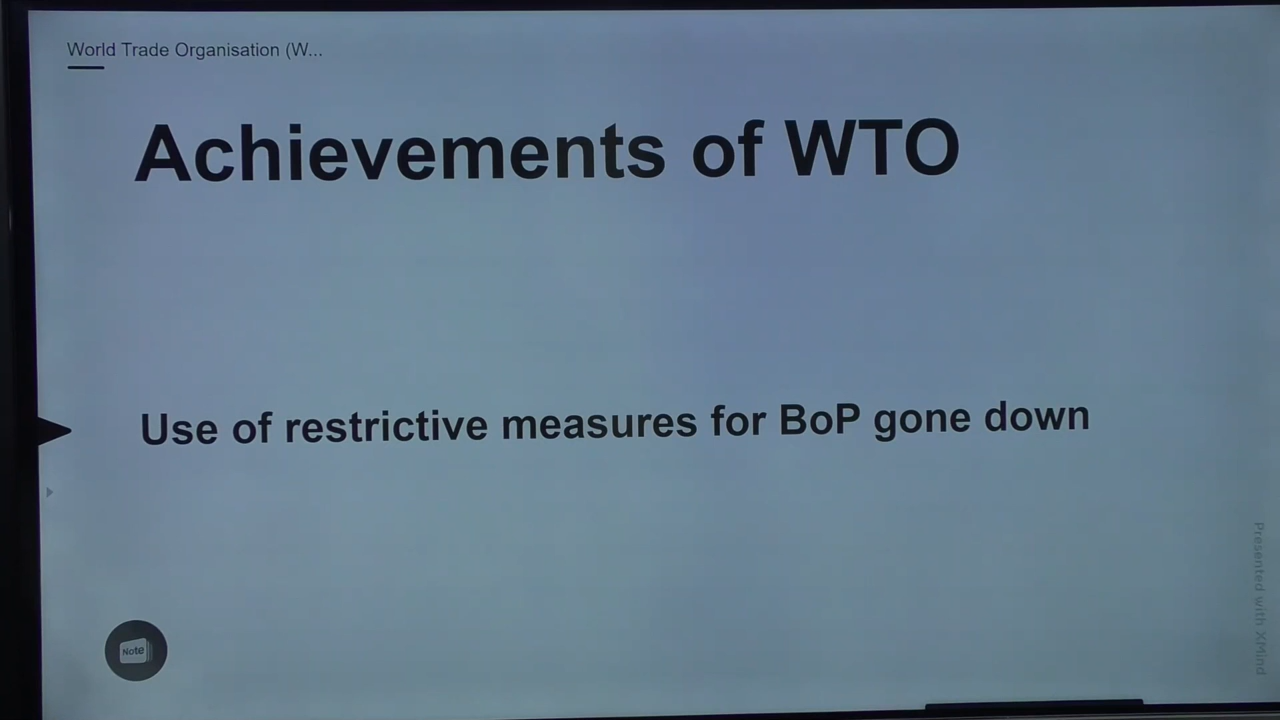 World Trade Organisation (W...
Achievements of WTO
Use of restrictive measures for BoP gone down
Note
Presented with XMind